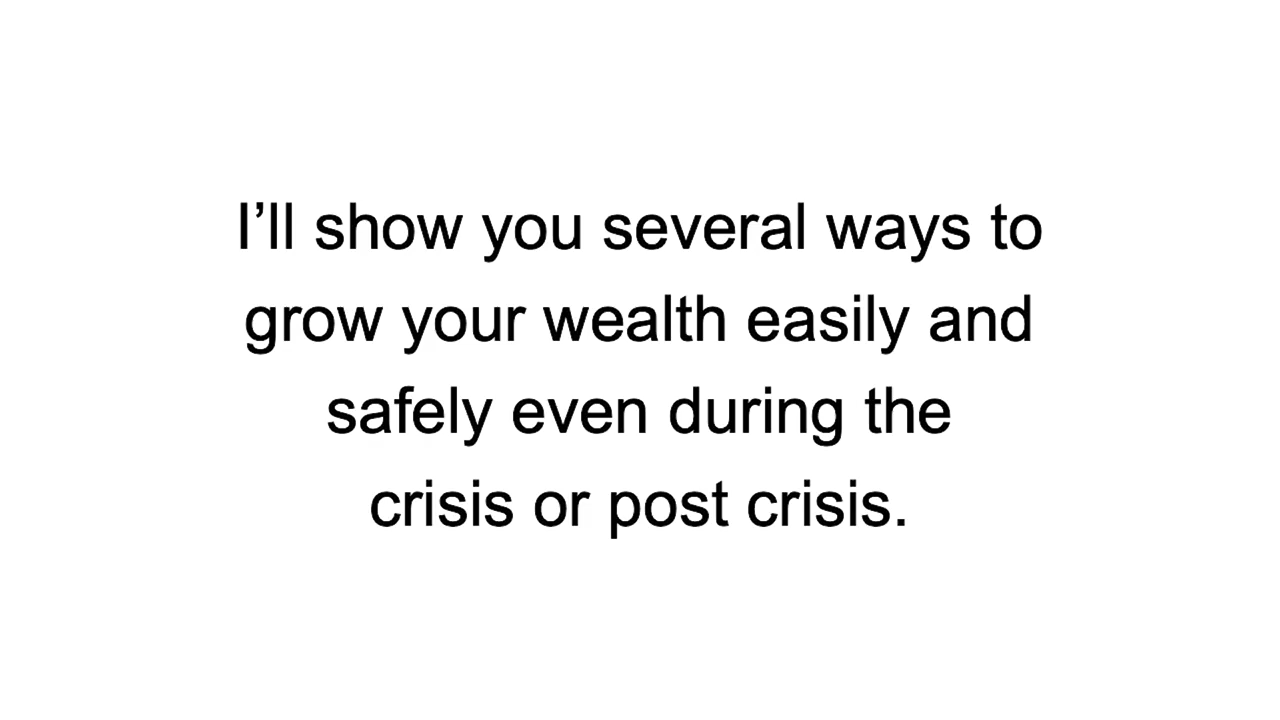 I’ll show you several ways to
grow your wealth easily and
safely even during the
crisis or post crisis.